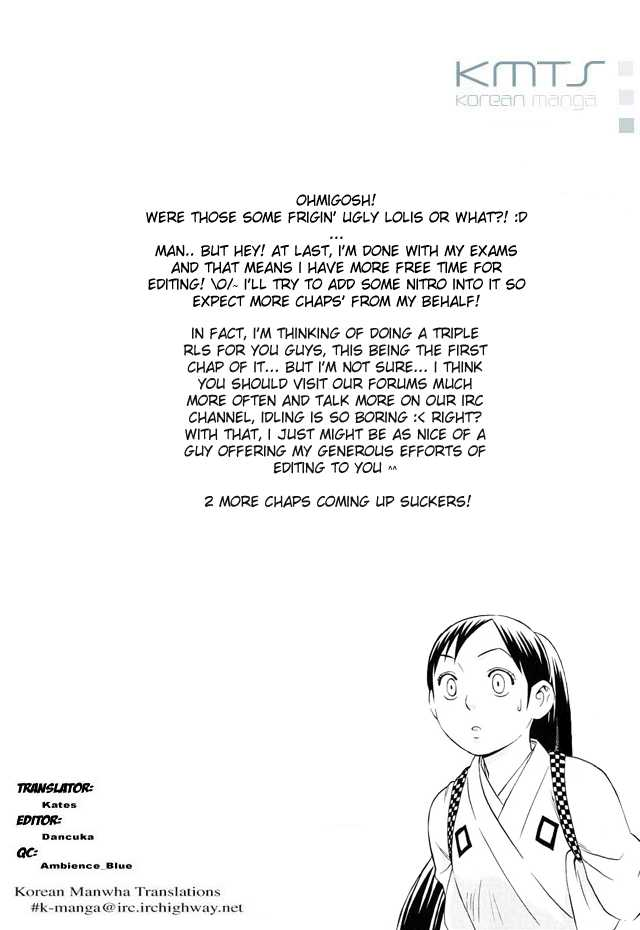 KMTS
korean manga
OHMIGOSH!
WERE THOSE SOME FRIGIN' UGLY LOLIS OR WHAT?! :D
...
MAN.. BUT HEY! AT LAST, I'M DONE WITH MY EXAMS
AND THAT MEANS I HAVE MORE FREE TIME FOR
EDITING! \O/~ I'LL TRY TO ADD SOME NITRO INTO IT SO
EXPECT MORE CHAPS' FROM MY BEHALF!
IN FACT, I'M THINKING OF DOING A TRIPLE
RLS FOR YOU GUYS, THIS BEING THE FIRST
CHAP OF IT... BUT I'M NOT SURE... I THINK
YOU SHOULD VISIT OUR FORUMS MUCH
MORE OFTEN AND TALK MORE ON OUR IRC
CHANNEL, IDLING IS SO BORING :< RIGHT?
WITH THAT, I JUST MIGHT BE AS NICE OF A
GUY OFFERING MY GENEROUS EFFORTS OF
EDITING TO YOU ^^
2 MORE CHAPS COMING UP SUCKERS!
TRANSLATOR:
Kates
EDITOR:
Dancuka
QC:
Ambience_Blue
Korean Manwha Translations
#k-manga@irc.irchighway.net